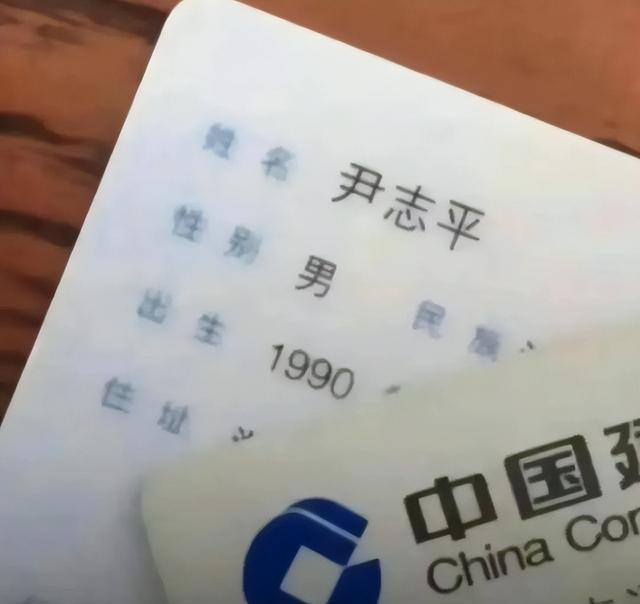 姓名 尹志平
性别 男 民族
出生 1990
住址
中国建
China Con